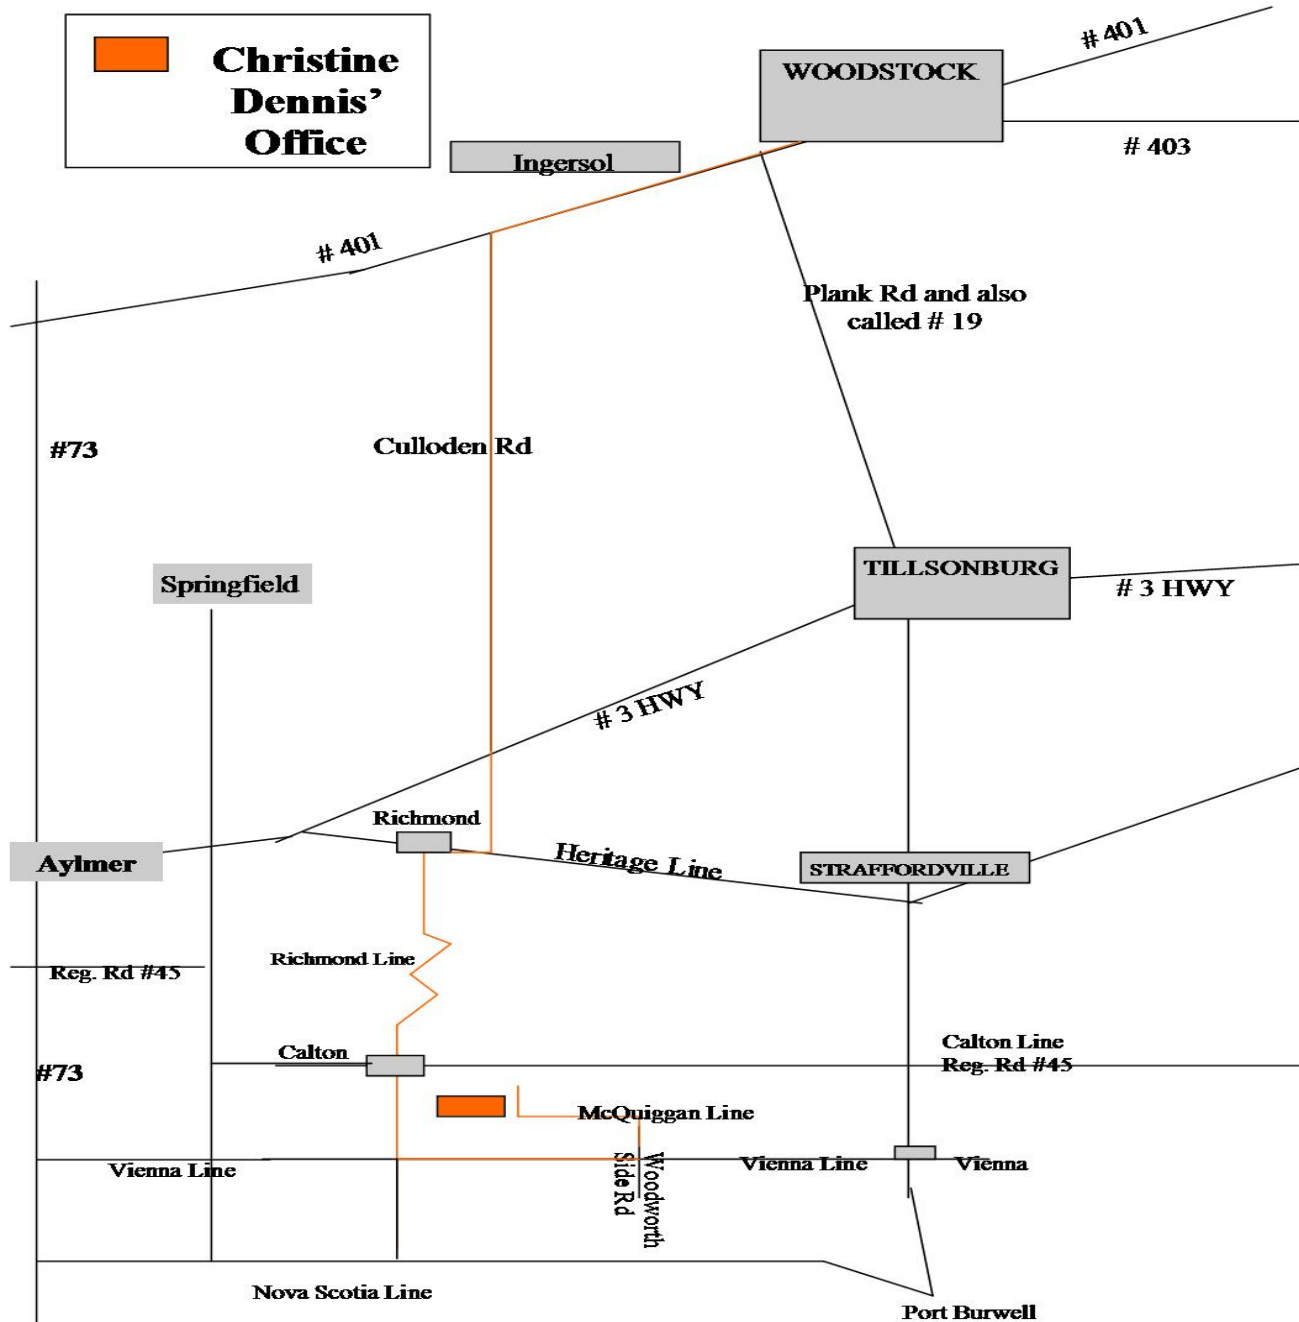 Christine
Dennis’
Office
WOODSTOCK
# 401
# 403
Ingersol
# 401
Plank Rd and also
called # 19
#73
Culloden Rd
Springfield
TILLSONBURG
# 3 HWY
# 3 HWY
Richmond
Aylmer
Heritage Line
STRAFFORDVILLE
Reg. Rd #45
Richmond Line
Calton
Calton Line
Reg. Rd #45
#73
McQuiggan Line
Vienna Line
Woodworth
Side Rd
Vienna Line
Vienna
Nova Scotia Line
Port Burwell